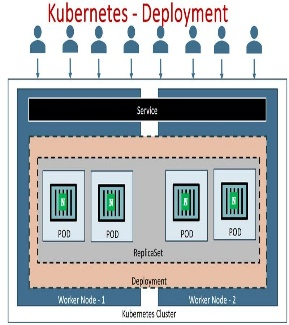 Kubernetes - Deployment
Service
N N N N
POD POD POD POD
ReplicaSet
Deployment
Worker Node - 1 Worker Node - 2
Kubernetes Cluster